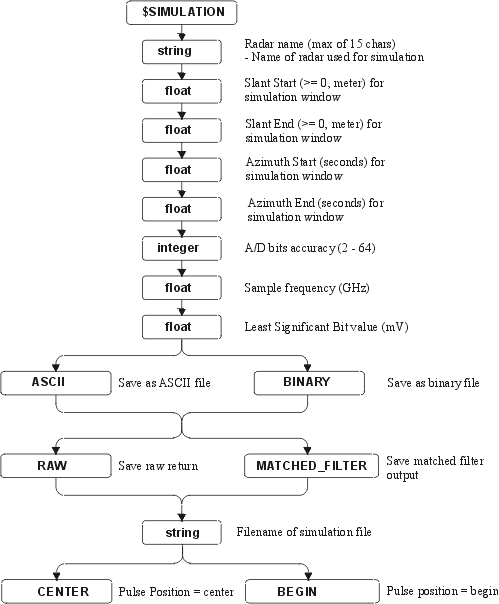 $SIMULATION
string
Radar name (max of 15 chars)
- Name of radar used for simulation
float
Slant Start (>= 0, meter) for
simulation window
float
Slant End (>= 0, meter) for
simulation window
float
Azimuth Start (seconds) for
simulation window
float
Azimuth End (seconds) for
simulation window
integer
A/D bits accuracy (2 - 64)
float
Sample frequency (GHz)
float
Least Significant Bit value (mV)
ASCII
Save as ASCII file
BINARY
Save as binary file
RAW
Save raw return
MATCHED_FILTER
Save matched filter
output
string
Filename of simulation file
CENTER
Pulse Position = center
BEGIN
Pulse position = begin